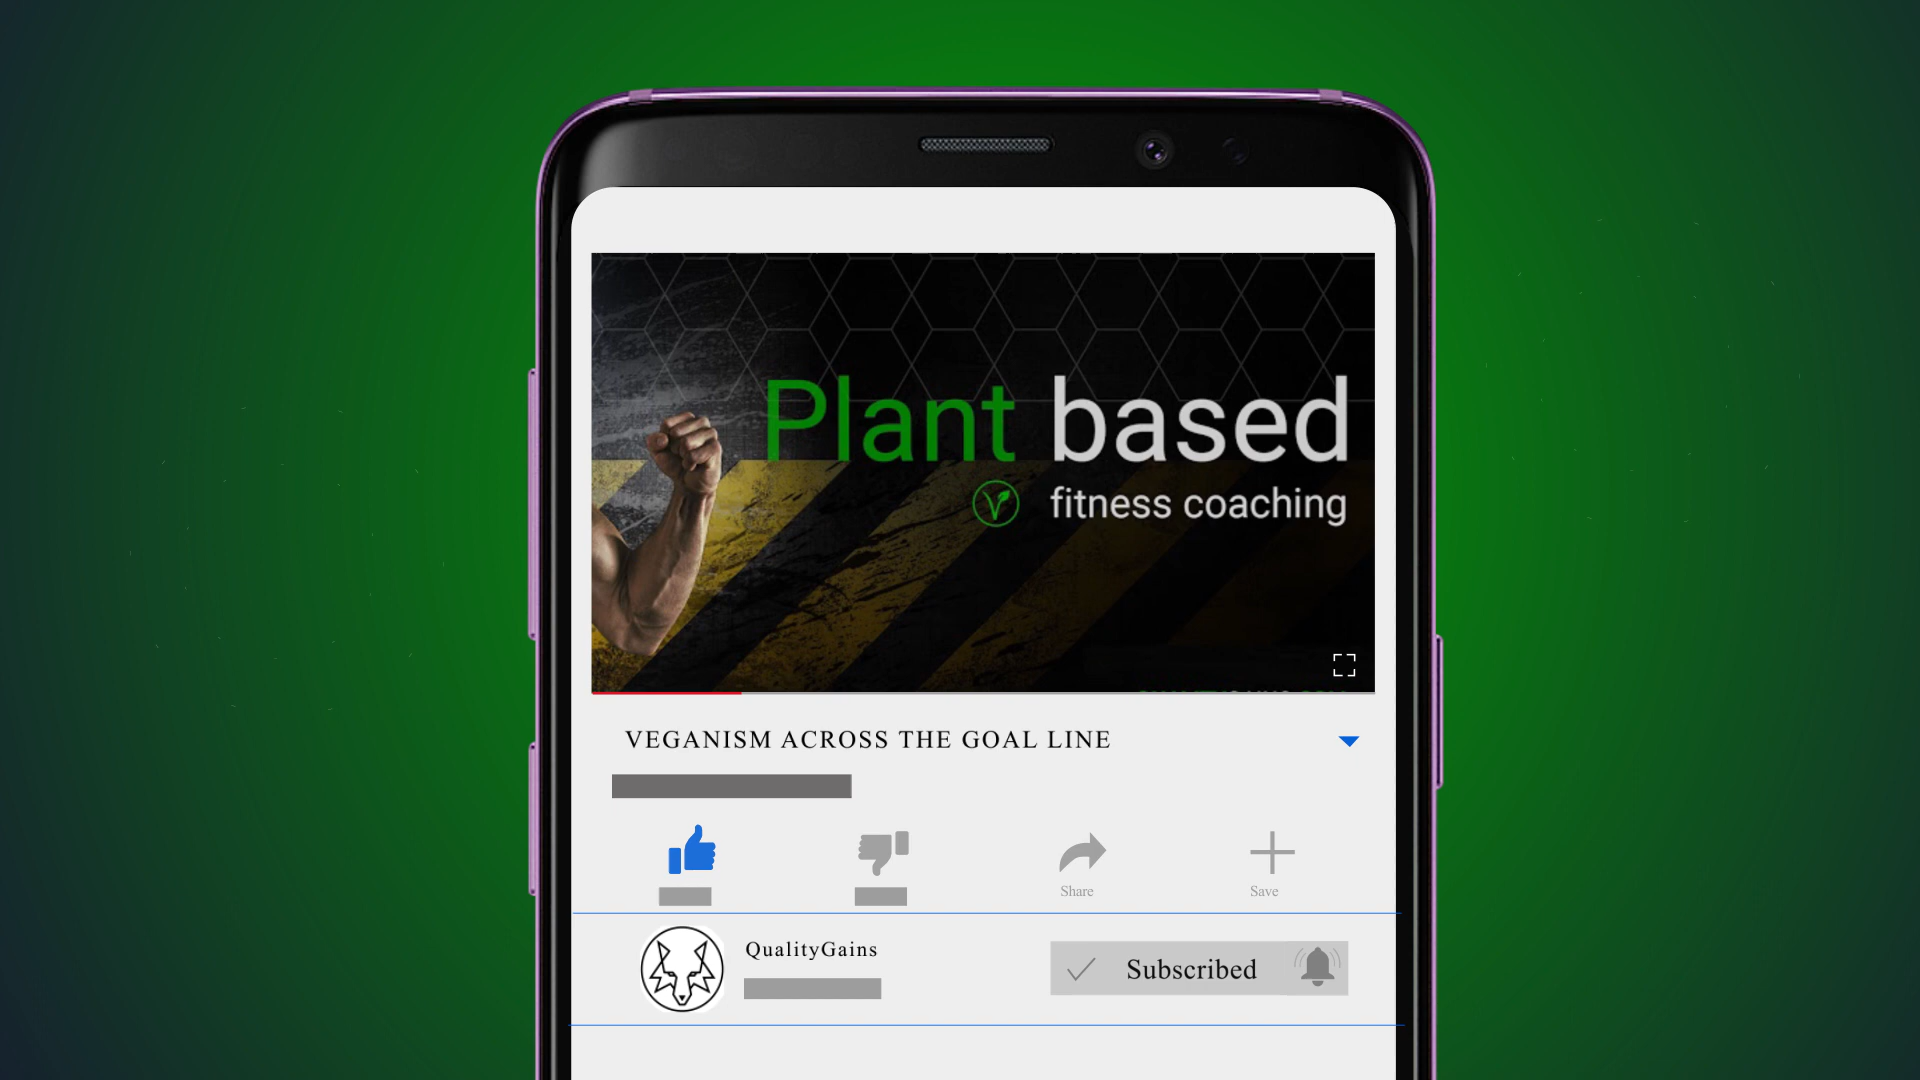 Plant based
fitness coaching
VEGANISM ACROSS THE GOAL LINE
Share
Save
QualityGains
Subscribed